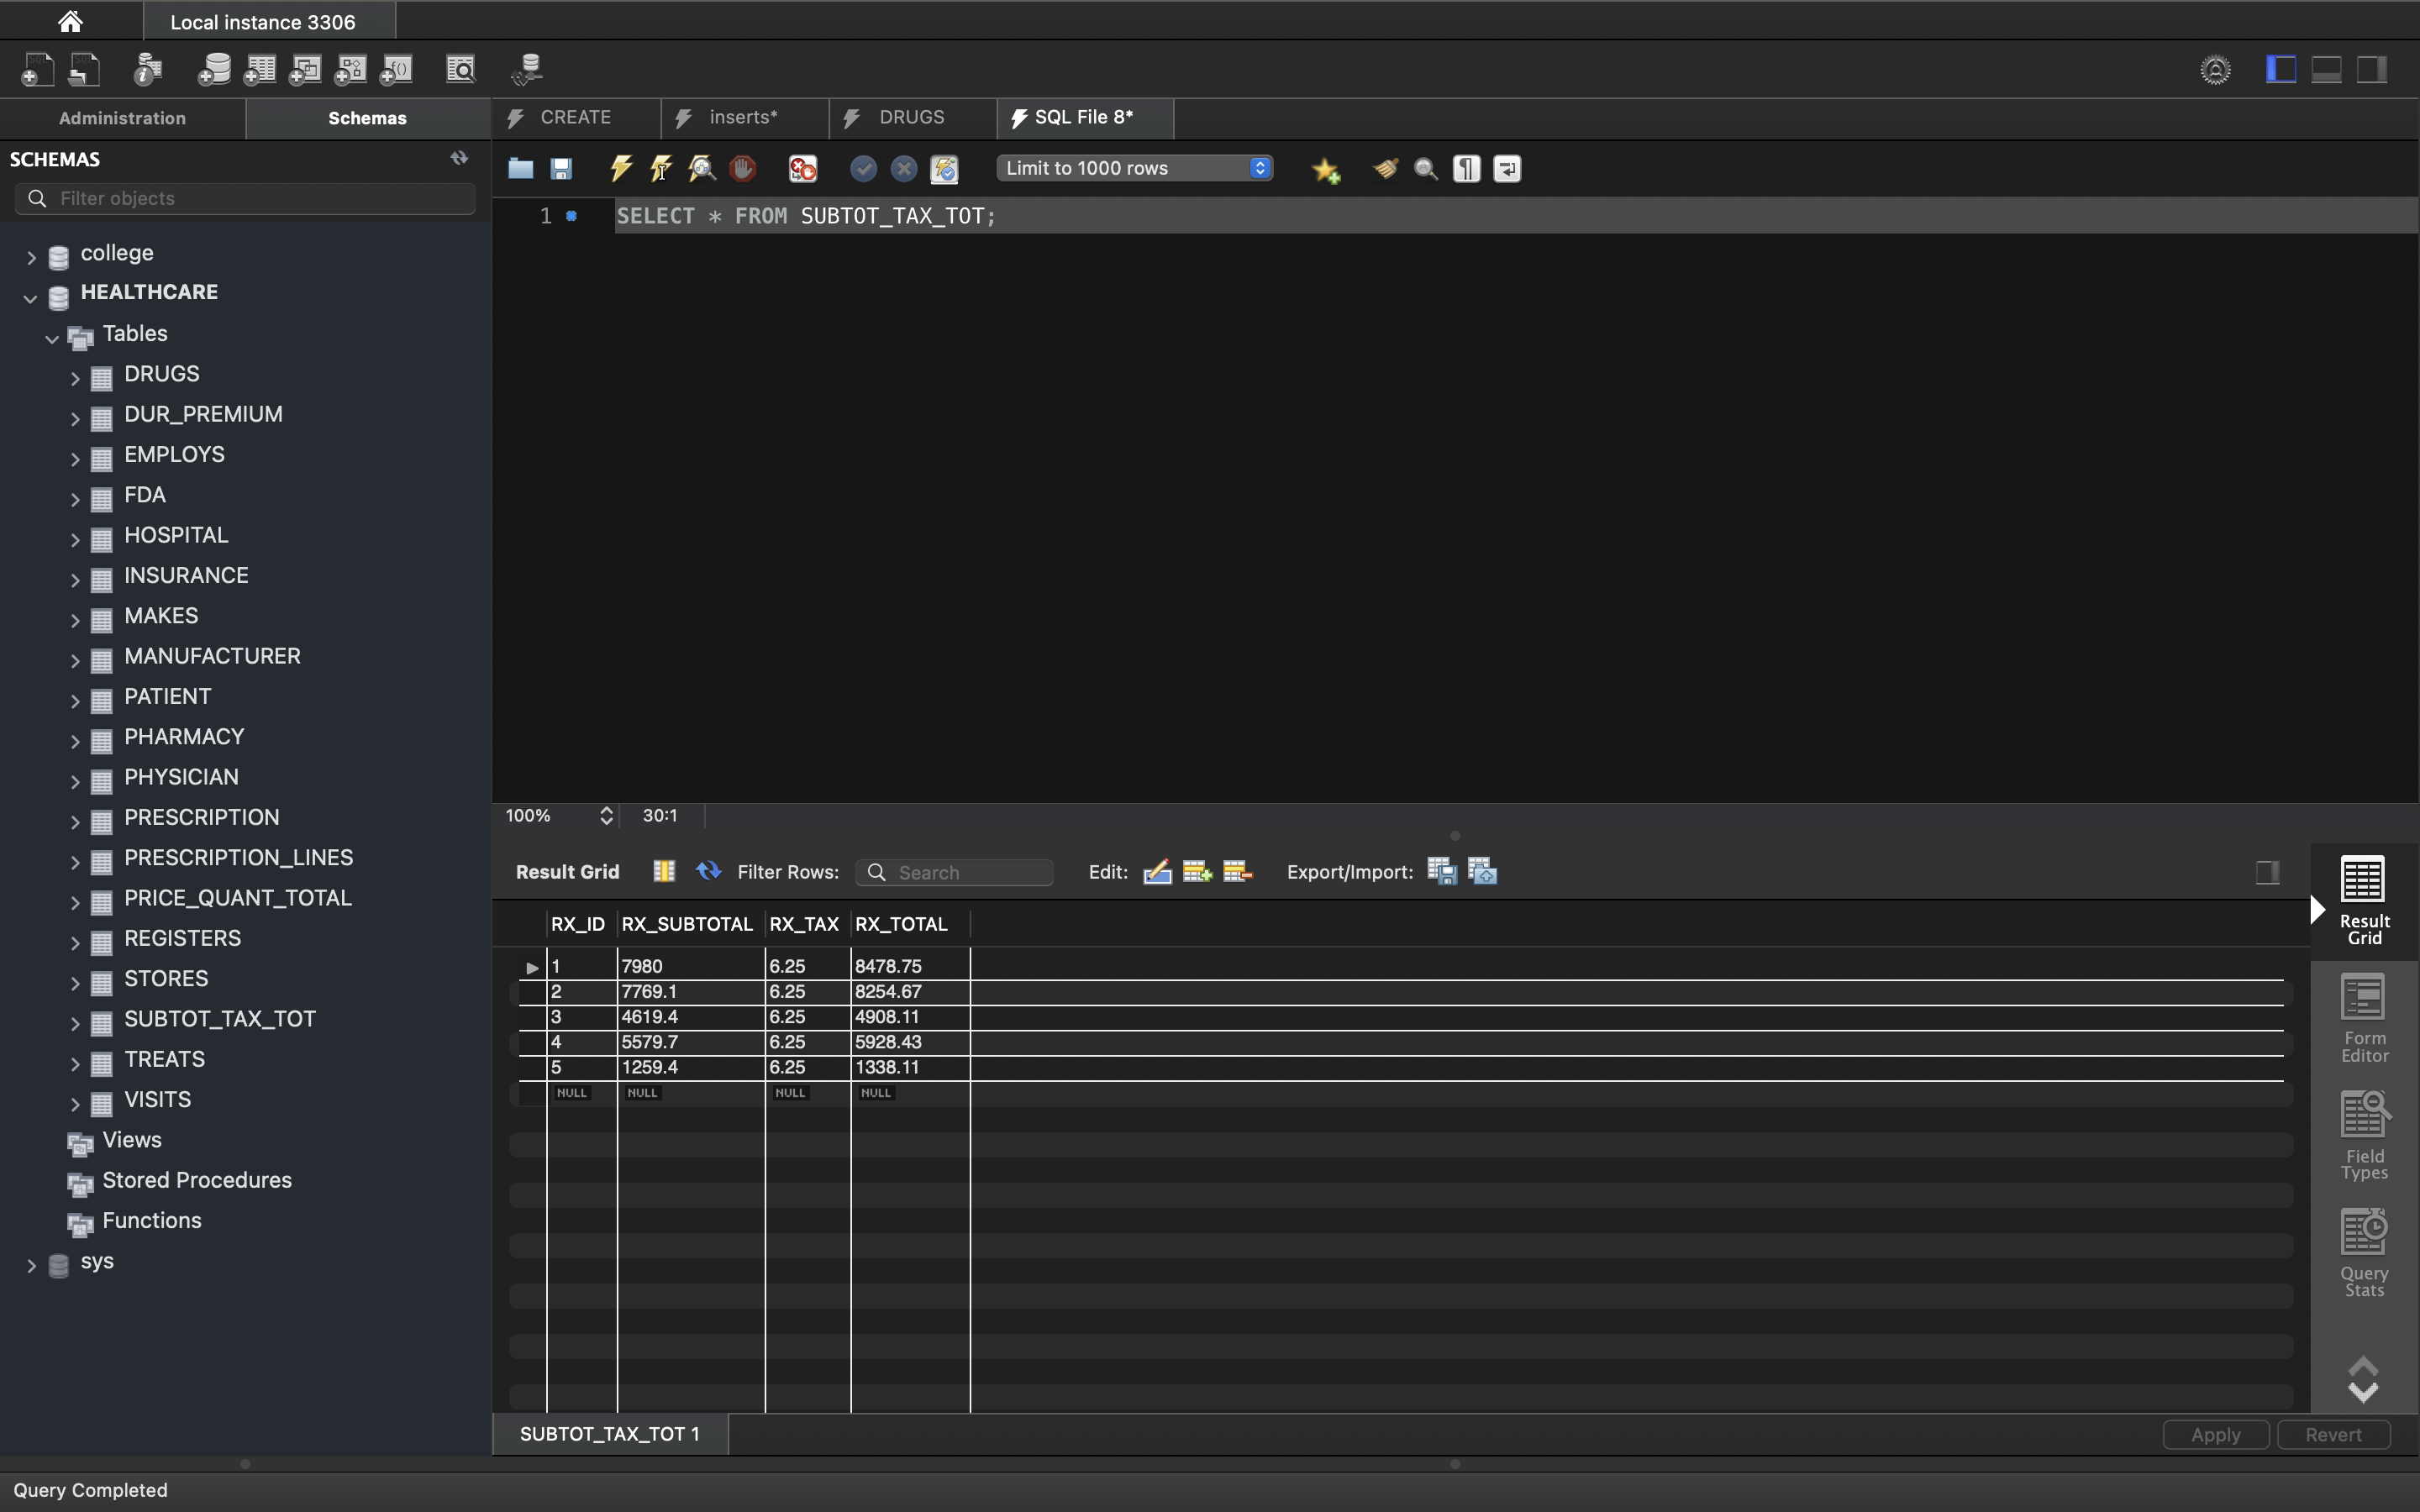 Local instance 3306
Administration Schemas CREATE inserts* DRUGS SQL File 8*
SCHEMAS
Filter objects
Limit to 1000 rows
1 SELECT * FROM SUBTOT_TAX_TOT;
college
HEALTHCARE
Tables
DRUGS
DUR_PREMIUM
EMPLOYS
FDA
HOSPITAL
INSURANCE
MAKES
MANUFACTURER
PATIENT
PHARMACY
PHYSICIAN
PRESCRIPTION
PRESCRIPTION_LINES
PRICE_QUANT_TOTAL
REGISTERS
STORES
SUBTOT_TAX_TOT
TREATS
VISITS
Views
Stored Procedures
Functions
sys
100% 30:1
Result Grid Filter Rows: Search Edit: Export/Import:
RX_ID RX_SUBTOTAL RX_TAX RX_TOTAL
1 7980 6.25 8478.75
2 7769.1 6.25 8254.67
3 4619.4 6.25 4908.11
4 5579.7 6.25 5928.43
5 1259.4 6.25 1338.11
NULL NULL NULL NULL
Result
Grid
Form
Editor
Field
Types
Query
Stats
SUBTOT_TAX_TOT 1
Apply Revert
Query Completed